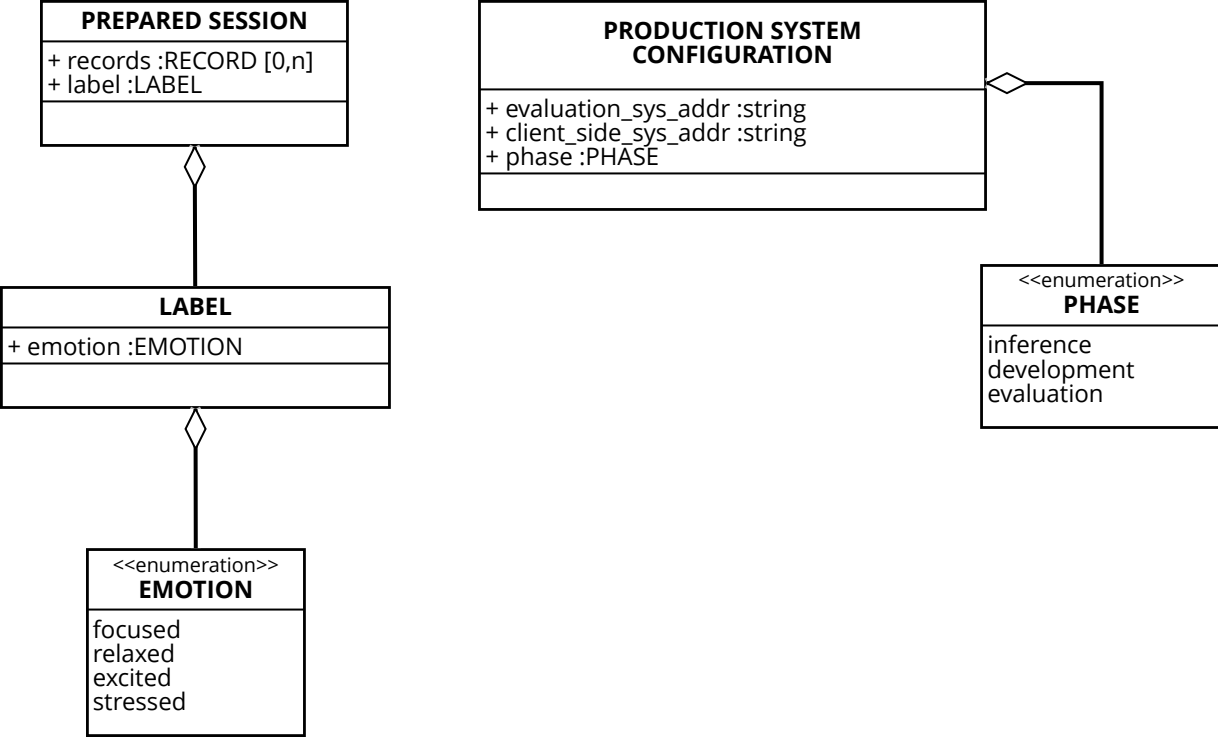 PREPARED SESSION
+ records :RECORD [0,n]
+ label :LABEL
PRODUCTION SYSTEM
CONFIGURATION
+ evaluation_sys_addr :string
+ client_side_sys_addr :string
+ phase :PHASE
LABEL
+ emotion :EMOTION
<<enumeration>>
PHASE
inference
development
evaluation
<<enumeration>>
EMOTION
focused
relaxed
excited
stressed